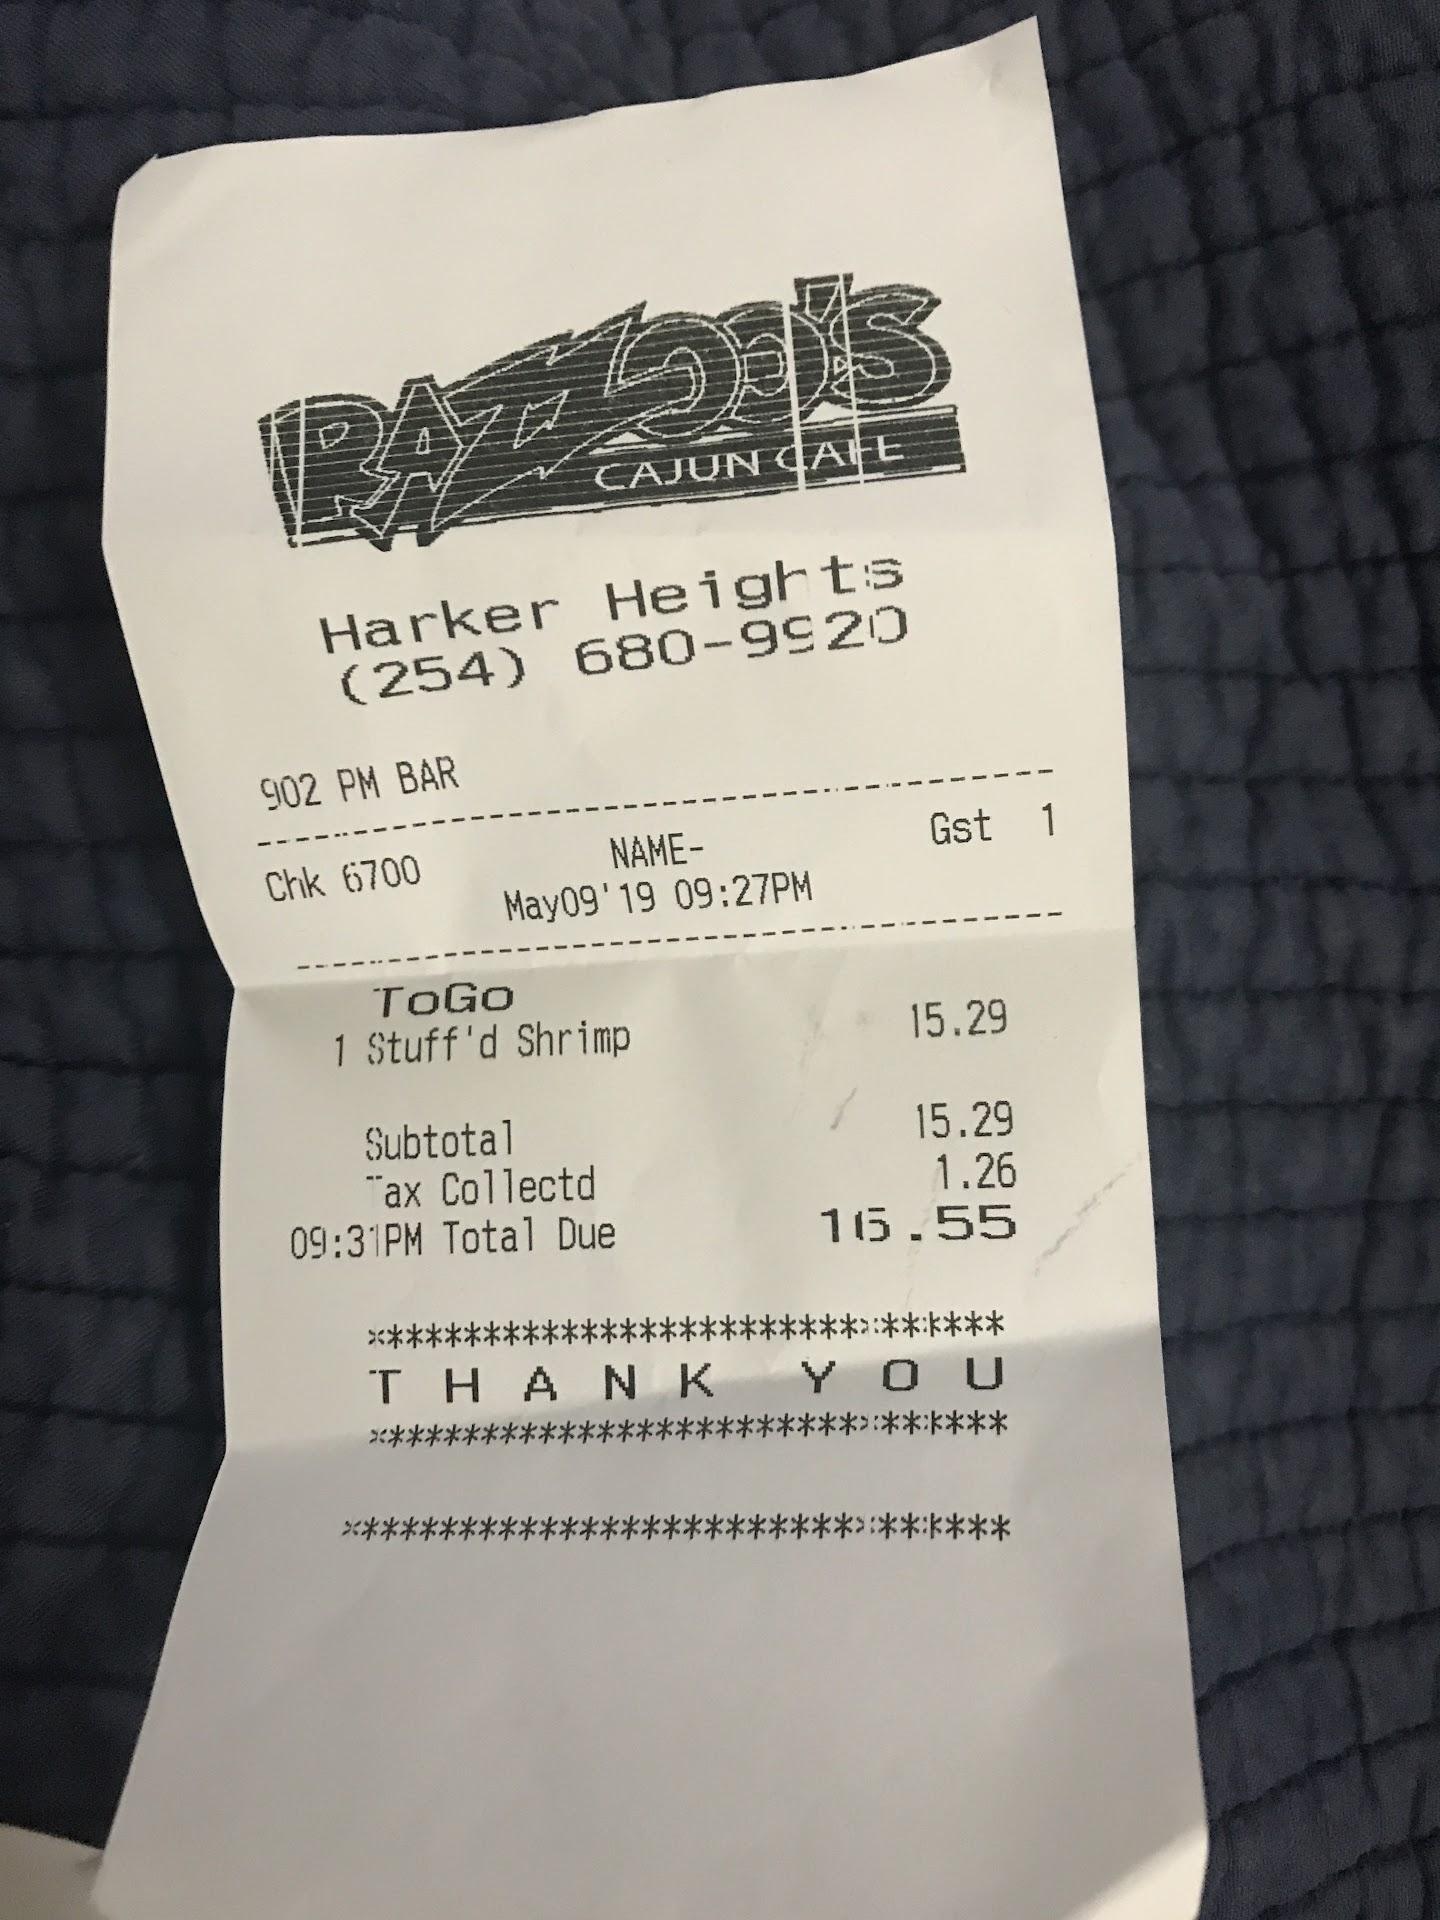 RAZZOO'S
CAJUN CAFE
Harker Heights
(254) 680-9920
902 PM BAR
Chk 6700 NAME- Gst 1
May09'19 09:27PM
ToGo
1 Stuff'd Shrimp 15.29
Subtotal 15.29
Tax Collectd 1.26
09:31PM Total Due 16.55
*********************************
T H A N K Y O U
*********************************
**********************************